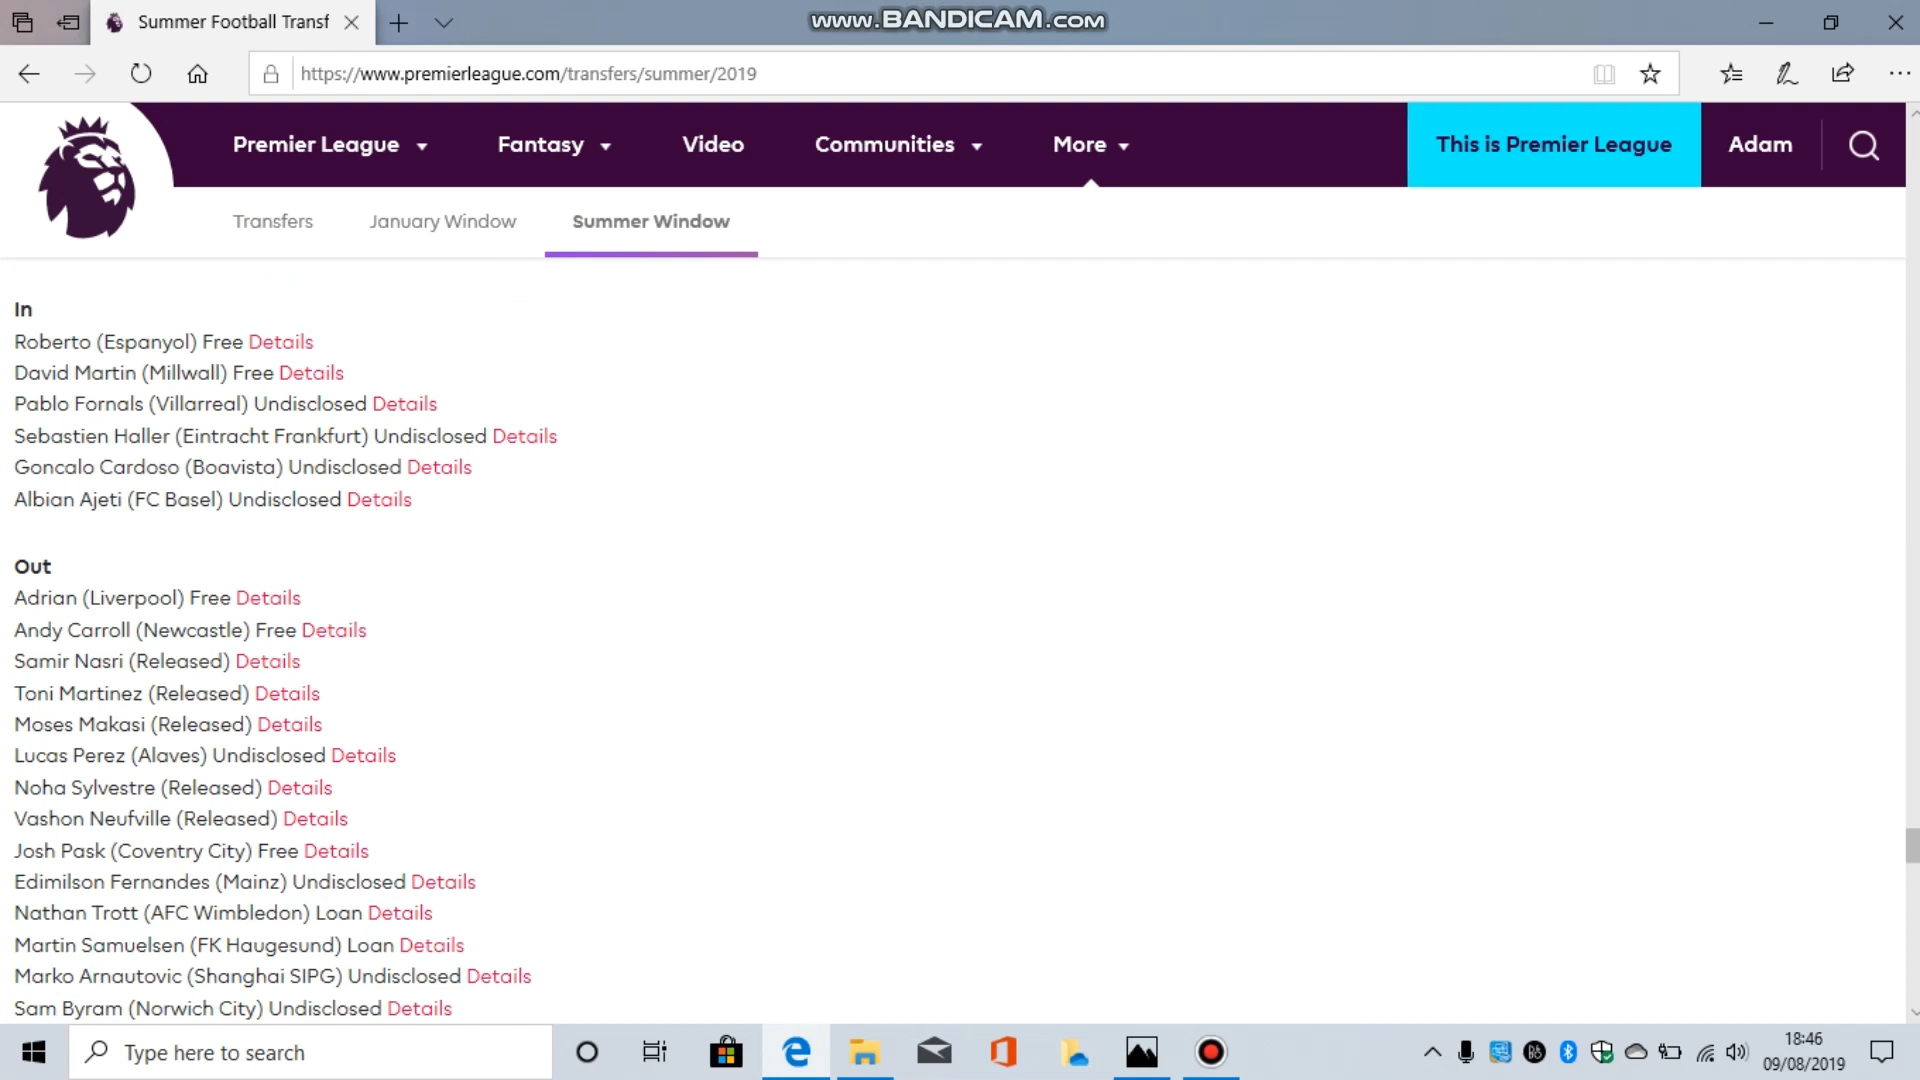 Summer Football Transf
www.BANDICAM.com
https://www.premierleague.com/transfers/summer/2019
Premier League Fantasy Video Communities More This is Premier League Adam
Transfers January Window Summer Window
In
Roberto (Espanyol) Free Details
David Martin (Millwall) Free Details
Pablo Fornals (Villarreal) Undisclosed Details
Sebastien Haller (Eintracht Frankfurt) Undisclosed Details
Goncalo Cardoso (Boavista) Undisclosed Details
Albian Ajeti (FC Basel) Undisclosed Details
Out
Adrian (Liverpool) Free Details
Andy Carroll (Newcastle) Free Details
Samir Nasri (Released) Details
Toni Martinez (Released) Details
Moses Makasi (Released) Details
Lucas Perez (Alaves) Undisclosed Details
Noha Sylvestre (Released) Details
Vashon Neufville (Released) Details
Josh Pask (Coventry City) Free Details
Edimilson Fernandes (Mainz) Undisclosed Details
Nathan Trott (AFC Wimbledon) Loan Details
Martin Samuelsen (FK Haugesund) Loan Details
Marko Arnautovic (Shanghai SIPG) Undisclosed Details
Sam Byram (Norwich City) Undisclosed Details
Type here to search
18:46
09/08/2019